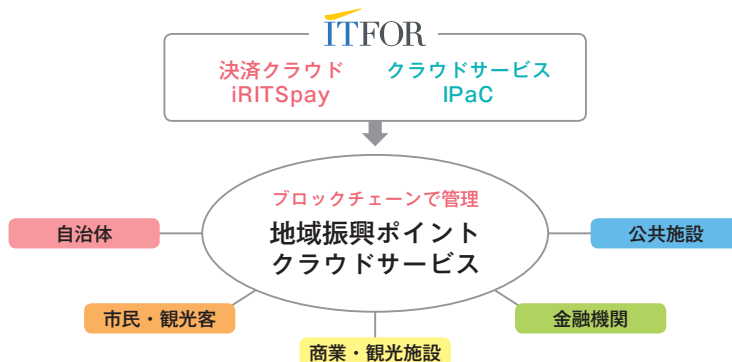 ITFOR
決済クラウド
iRITSpay
クラウドサービス
IPaC
ブロックチェーンで管理
地域振興ポイント
クラウドサービス
自治体
公共施設
市民・観光客
金融機関
商業・観光施設